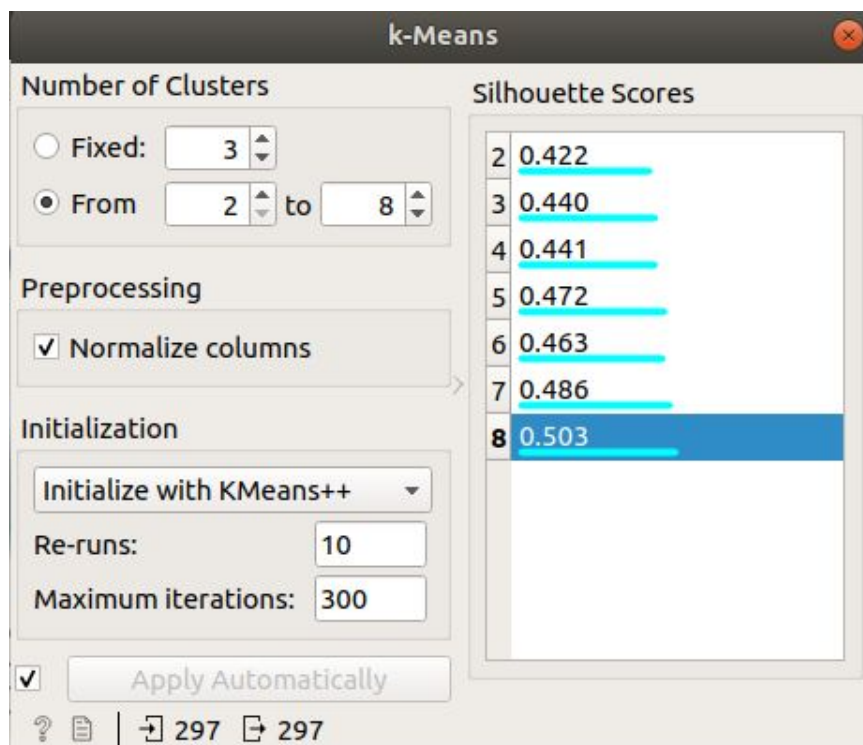 k-Means
Number of Clusters
Fixed: 3
From 2 to 8
Preprocessing
Normalize columns
Initialization
Initialize with KMeans++
Re-runs: 10
Maximum iterations: 300
Apply Automatically
? 297 297
Silhouette Scores
2 0.422
3 0.440
4 0.441
5 0.472
6 0.463
7 0.486
8 0.503